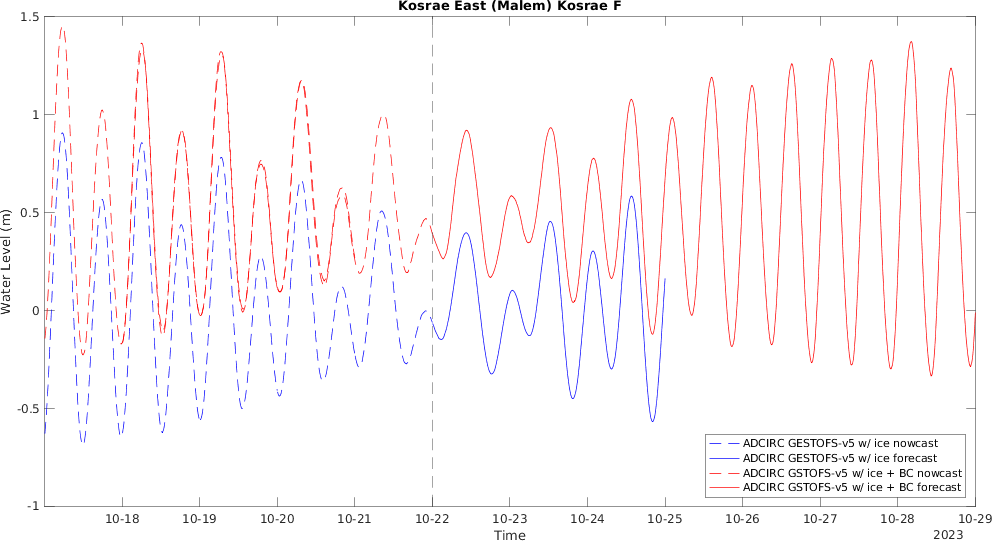 Kosrae East (Malem) Kosrae F
1.5
1
0.5
0
-0.5
-1
Water Level (m)
10-18 10-19 10-20 10-21 10-22 10-23 10-24 10-25 10-26 10-27 10-28 10-29
Time
2023
ADCIRC GESTOFS-v5 w/ ice nowcast
ADCIRC GESTOFS-v5 w/ ice forecast
ADCIRC GSTOFS-v5 w/ ice + BC nowcast
ADCIRC GSTOFS-v5 w/ ice + BC forecast